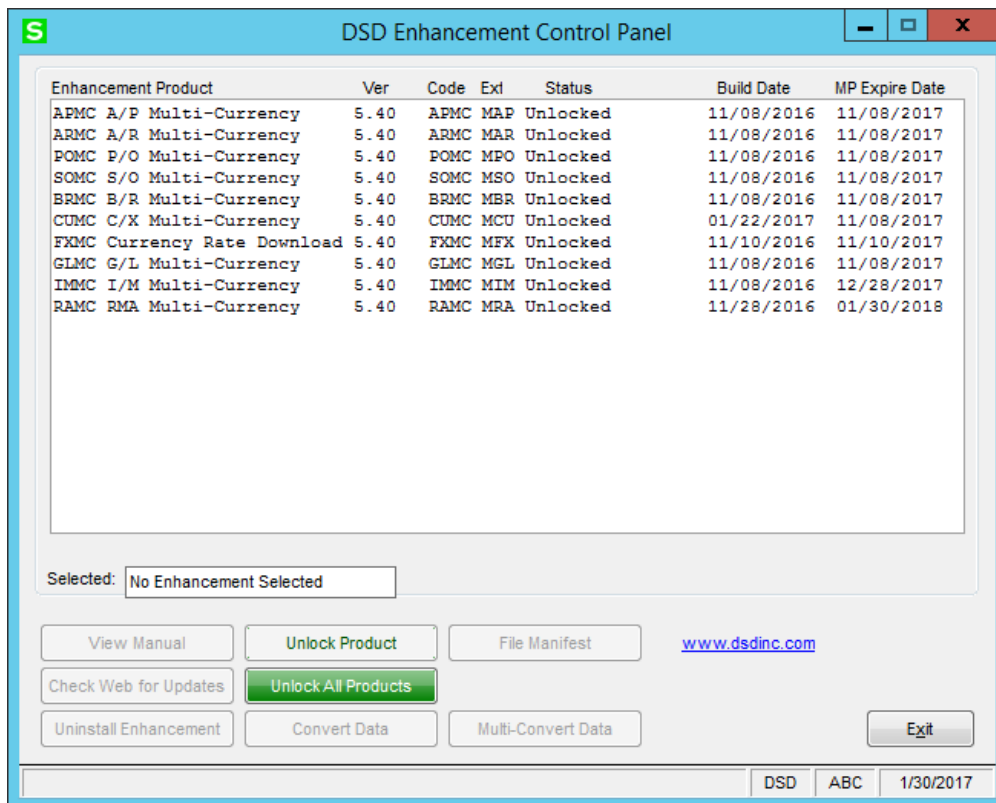 S
DSD Enhancement Control Panel
X
Enhancement Product Ver Code Ext Status Build Date MP Expire Date
APMC A/P Multi-Currency 5.40 APMC MAP Unlocked 11/08/2016 11/08/2017
ARMC A/R Multi-Currency 5.40 ARMC MAR Unlocked 11/08/2016 11/08/2017
POMC P/O Multi-Currency 5.40 POMC MPO Unlocked 11/08/2016 11/08/2017
SOMC S/O Multi-Currency 5.40 SOMC MSO Unlocked 11/08/2016 11/08/2017
BRMC B/R Multi-Currency 5.40 BRMC MBR Unlocked 11/08/2016 11/08/2017
CUMC C/X Multi-Currency 5.40 CUMC MCU Unlocked 01/22/2017 11/08/2017
FXMC Currency Rate Download 5.40 FXMC MFX Unlocked 11/10/2016 11/10/2017
GLMC G/L Multi-Currency 5.40 GLMC MGL Unlocked 11/08/2016 11/08/2017
IMMC I/M Multi-Currency 5.40 IMMC MIM Unlocked 11/08/2016 12/28/2017
RAMC RMA Multi-Currency 5.40 RAMC MRA Unlocked 11/28/2016 01/30/2018
Selected: No Enhancement Selected
View Manual Unlock Product File Manifest www.dsdinc.com
Check Web for Updates Unlock All Products
Uninstall Enhancement Convert Data Multi-Convert Data Exit
DSD ABC 1/30/2017